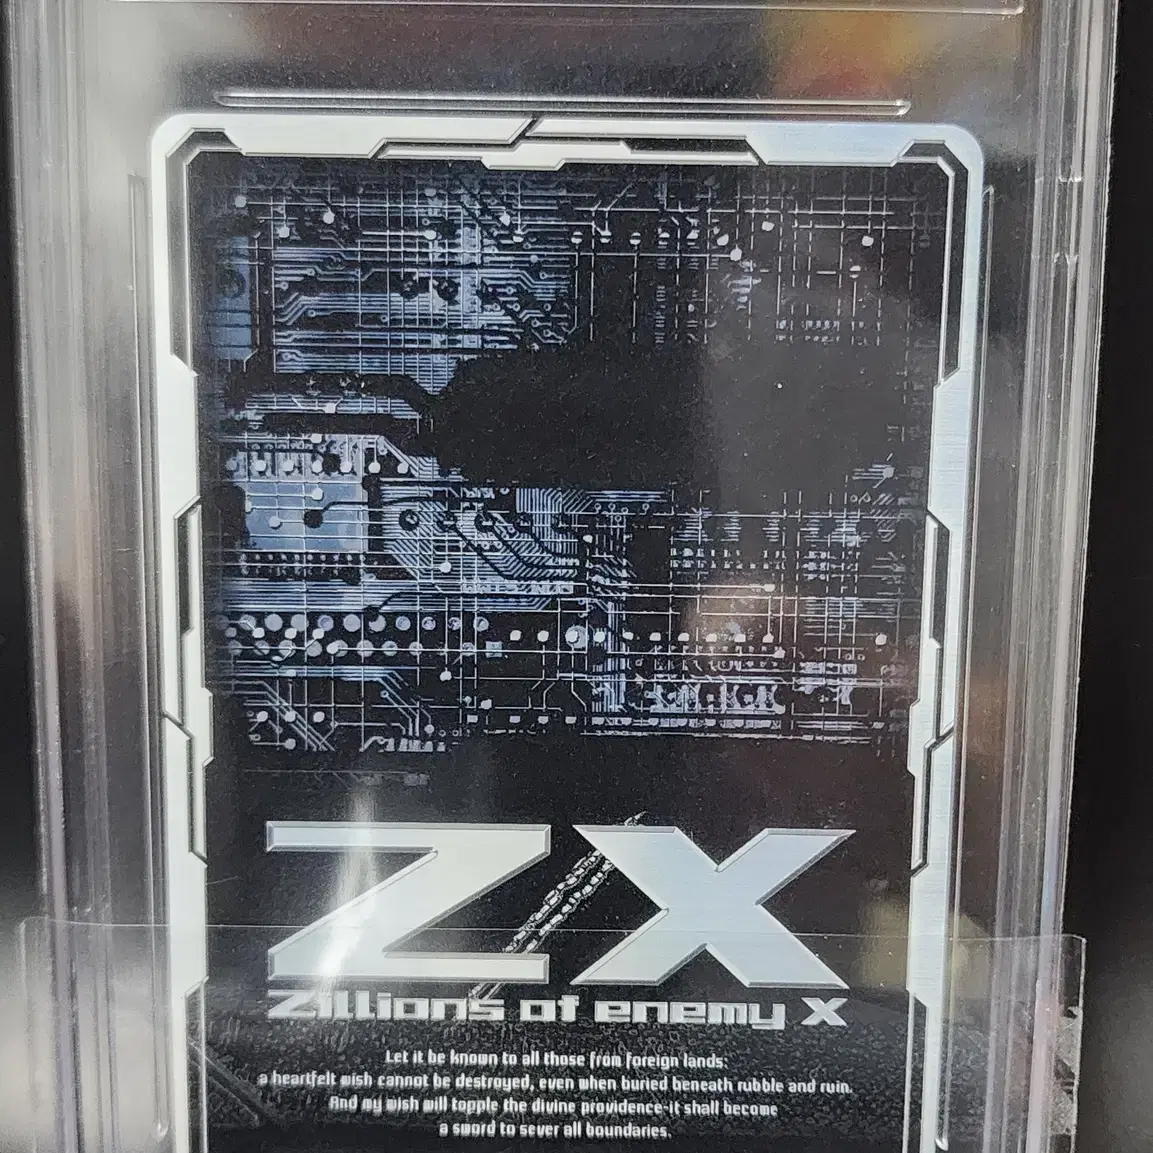 Z/X
Zillions of enemy X
Let it be known to all those from foreign lands:
a heartfelt wish cannot be destroyed, even when buried beneath rubble and ruin.
And my wish will topple the divine providence-it shall become
a sword to sever all boundaries.